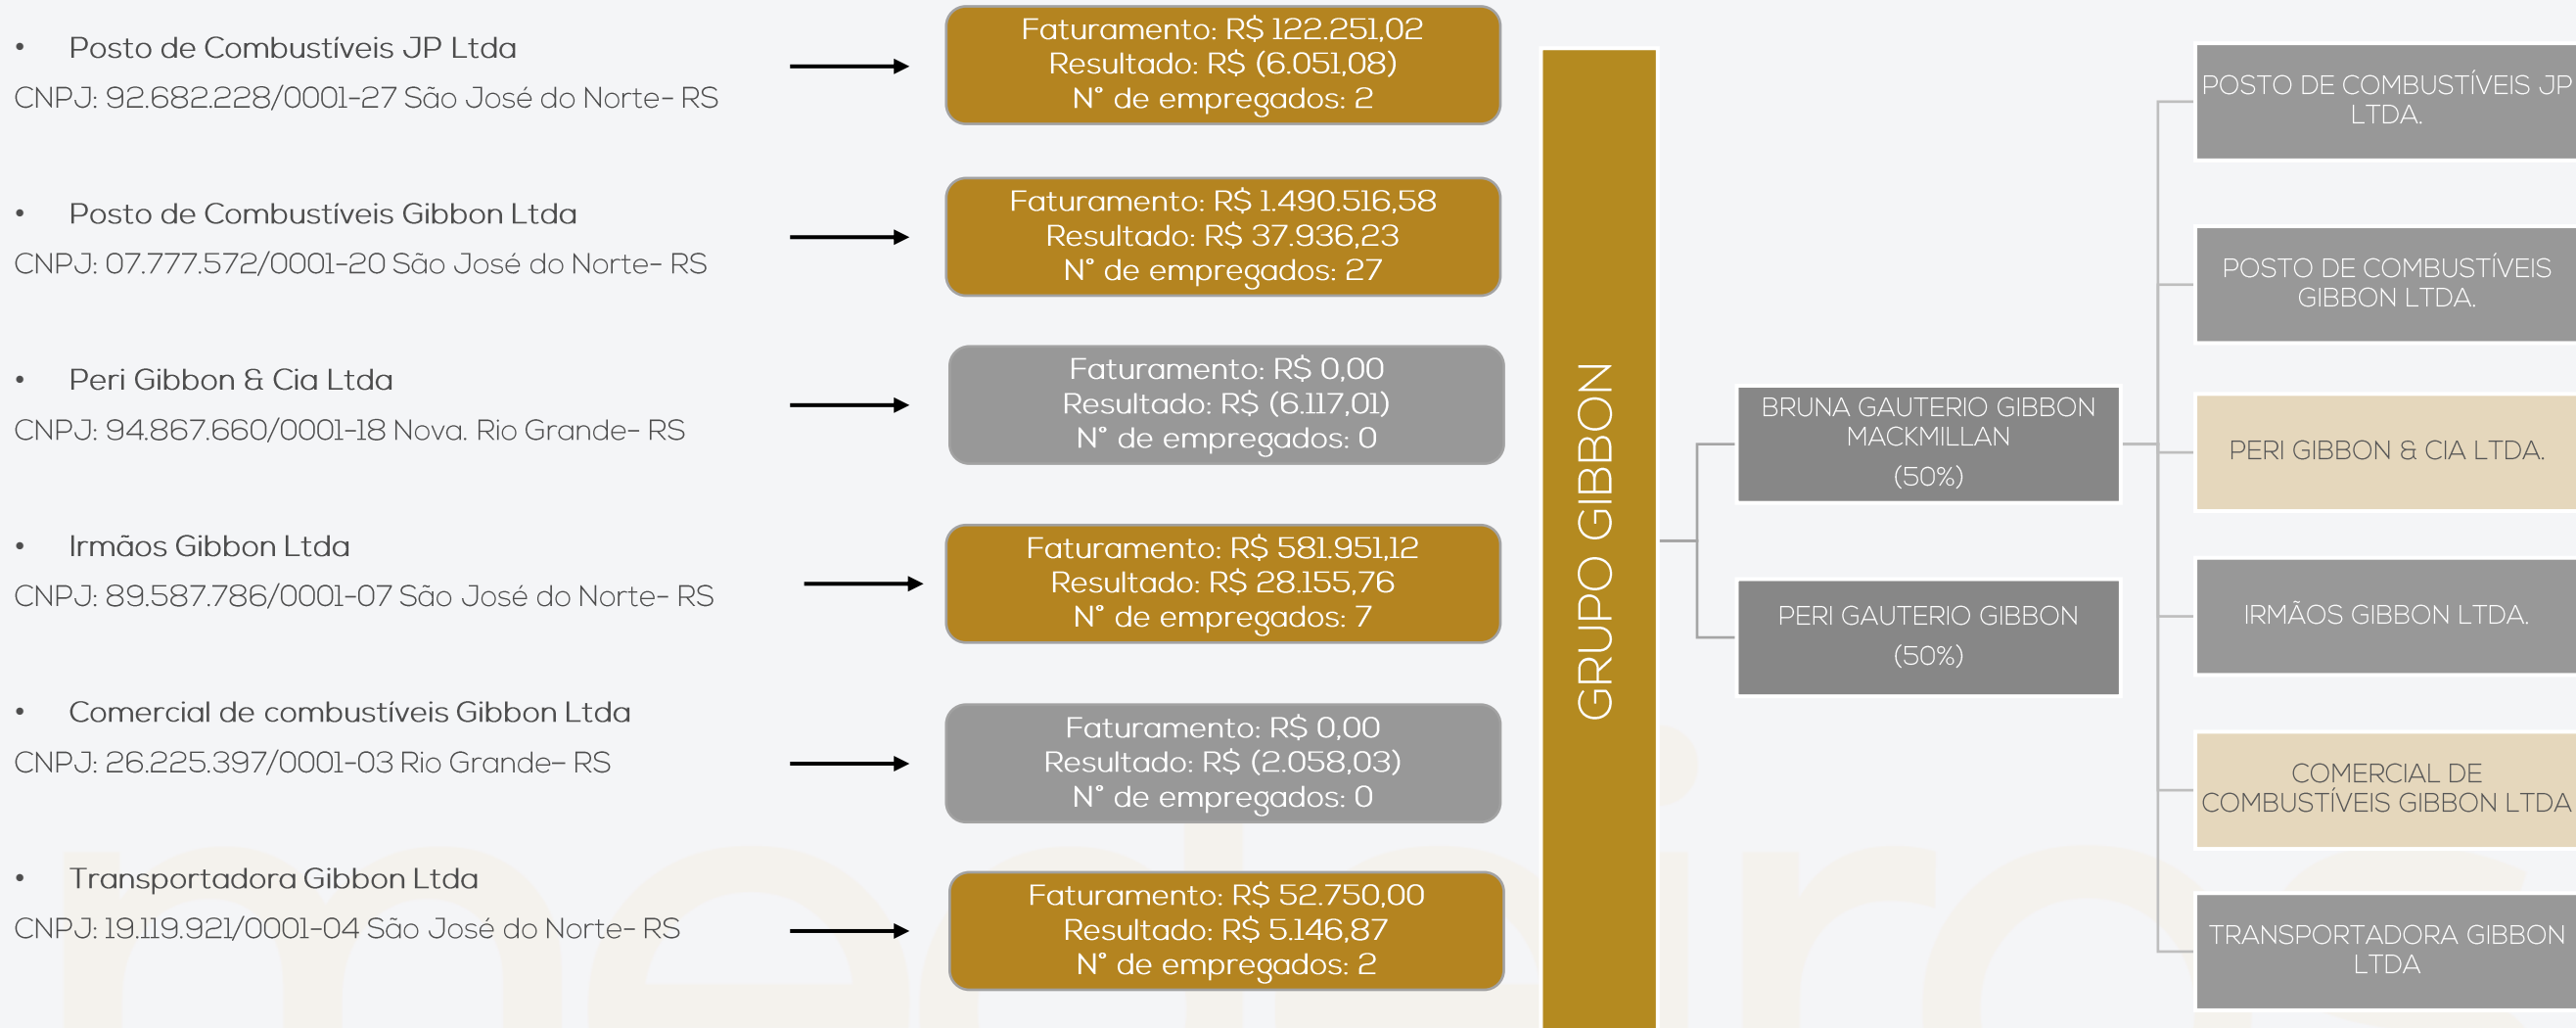 • Posto de Combustíveis JP Ltda
CNPJ: 92.682.228/0001-27 São José do Norte- RS
Faturamento: R$ 122.251,02
Resultado: R$ (6.051,08)
N° de empregados: 2
• Posto de Combustíveis Gibbon Ltda
CNPJ: 07.777.572/0001-20 São José do Norte- RS
Faturamento: R$ 1.490.516,58
Resultado: R$ 37.936,23
N° de empregados: 27
• Peri Gibbon & Cia Ltda
CNPJ: 94.867.660/0001-18 Nova. Rio Grande- RS
Faturamento: R$ 0,00
Resultado: R$ (6.117,01)
N° de empregados: 0
• Irmãos Gibbon Ltda
CNPJ: 89.587.786/0001-07 São José do Norte- RS
Faturamento: R$ 581.951,12
Resultado: R$ 28.155,76
N° de empregados: 7
• Comercial de combustíveis Gibbon Ltda
CNPJ: 26.225.397/0001-03 Rio Grande- RS
Faturamento: R$ 0,00
Resultado: R$ (2.058,03)
N° de empregados: 0
• Transportadora Gibbon Ltda
CNPJ: 19.119.921/0001-04 São José do Norte- RS
Faturamento: R$ 52.750,00
Resultado: R$ 5.146,87
N° de empregados: 2
GRUPO GIBBON
BRUNA GAUTERIO GIBBON
MACKMILLAN
(50%)
PERI GAUTERIO GIBBON
(50%)
POSTO DE COMBUSTÍVEIS JP
LTDA.
POSTO DE COMBUSTÍVEIS
GIBBON LTDA.
PERI GIBBON & CIA LTDA.
IRMÃOS GIBBON LTDA.
COMERCIAL DE
COMBUSTÍVEIS GIBBON LTDA
TRANSPORTADORA GIBBON
LTDA
medeiros